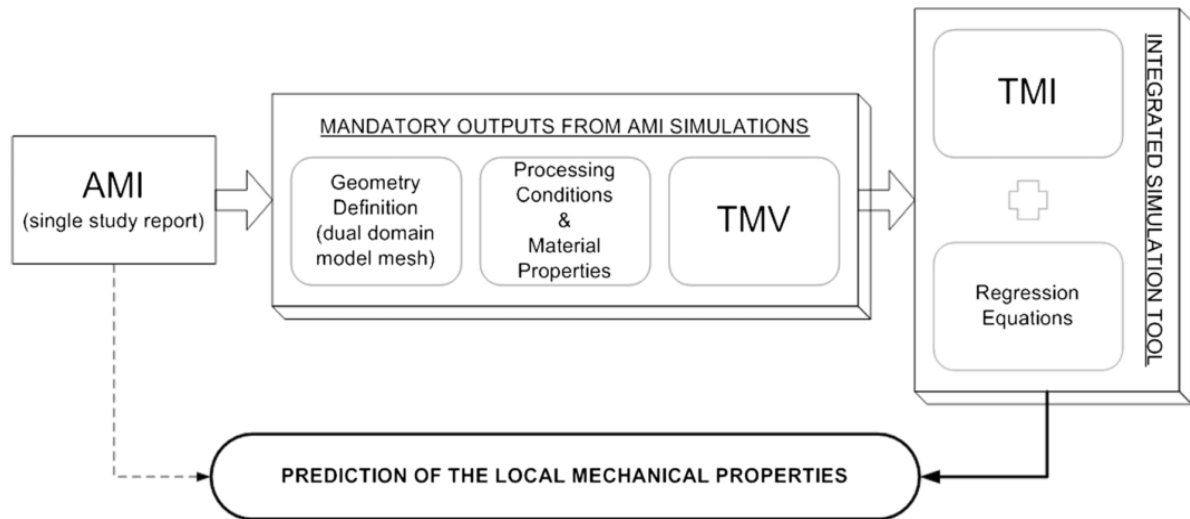 AMI
(single study report)
MANDATORY OUTPUTS FROM AMI SIMULATIONS
Geometry
Definition
(dual domain
model mesh)
Processing
Conditions
&
Material
Properties
TMV
TMI
Regression
Equations
INTEGRATED SIMULATION TOOL
PREDICTION OF THE LOCAL MECHANICAL PROPERTIES